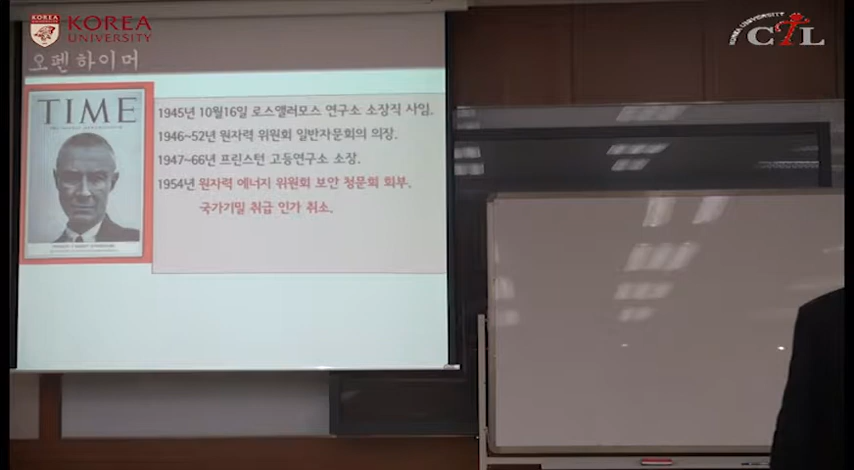 KOREA
UNIVERSITY
KOREA UNIVERSITY
CTL
오펜하이머
TIME
1945년 10월16일 로스앨러모스 연구소 소장직 사임.
1946~52년 원자력 위원회 일반자문회의 의장.
1947~66년 프린스턴 고등연구소 소장.
1954년 원자력 에너지 위원회 보안 청문회 회부.
국가기밀 취급 인가 취소.